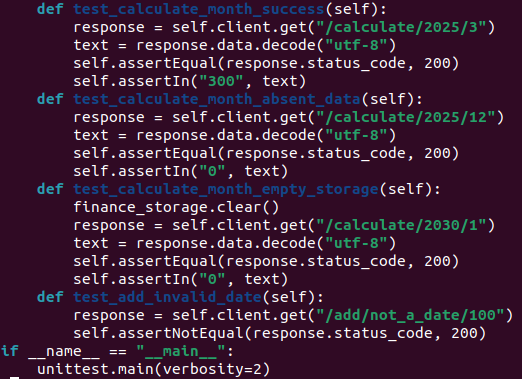 def test_calculate_month_success(self):
        response = self.client.get("/calculate/2025/3")
        text = response.data.decode("utf-8")
        self.assertEqual(response.status_code, 200)
        self.assertIn("300", text)
    def test_calculate_month_absent_data(self):
        response = self.client.get("/calculate/2025/12")
        text = response.data.decode("utf-8")
        self.assertEqual(response.status_code, 200)
        self.assertIn("0", text)
    def test_calculate_month_empty_storage(self):
        finance_storage.clear()
        response = self.client.get("/calculate/2030/1")
        text = response.data.decode("utf-8")
        self.assertEqual(response.status_code, 200)
        self.assertIn("0", text)
    def test_add_invalid_date(self):
        response = self.client.get("/add/not_a_date/100")
        self.assertNotEqual(response.status_code, 200)
if __name__ == "__main__":
    unittest.main(verbosity=2)